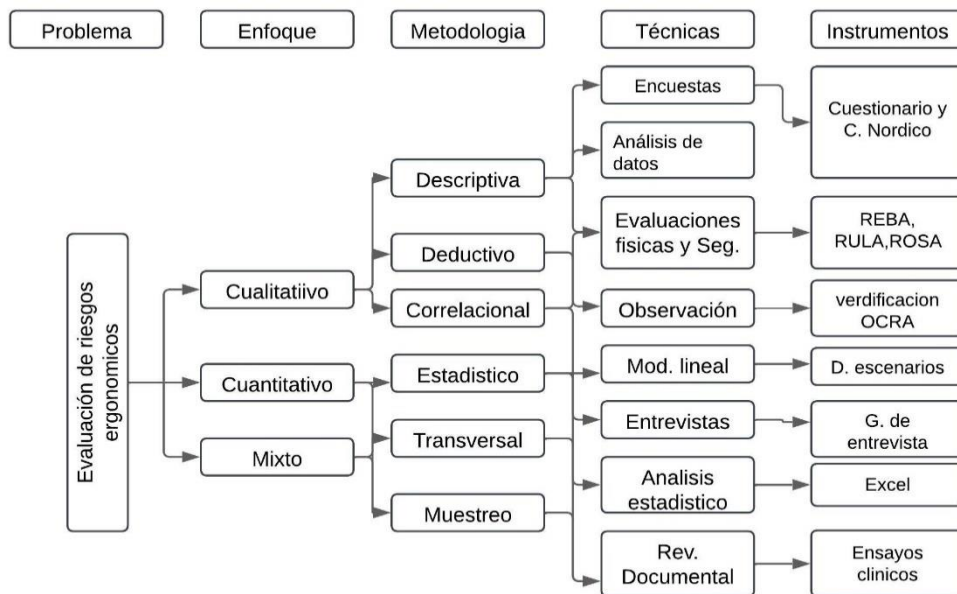 Problema
Enfoque
Metodologia
Técnicas
Instrumentos
Evaluación de riesgos
ergonomicos
Cualitatiivo
Cuantitativo
Mixto
Descriptiva
Deductivo
Correlacional
Estadistico
Transversal
Muestreo
Encuestas
Análisis de
datos
Evaluaciones
fisicas y Seg.
Observación
Mod. lineal
Entrevistas
Analisis
estadistico
Rev.
Documental
Cuestionario y
C. Nordico
REBA,
RULA,ROSA
verdificacion
OCRA
D. escenarios
G. de
entrevista
Excel
Ensayos
clinicos